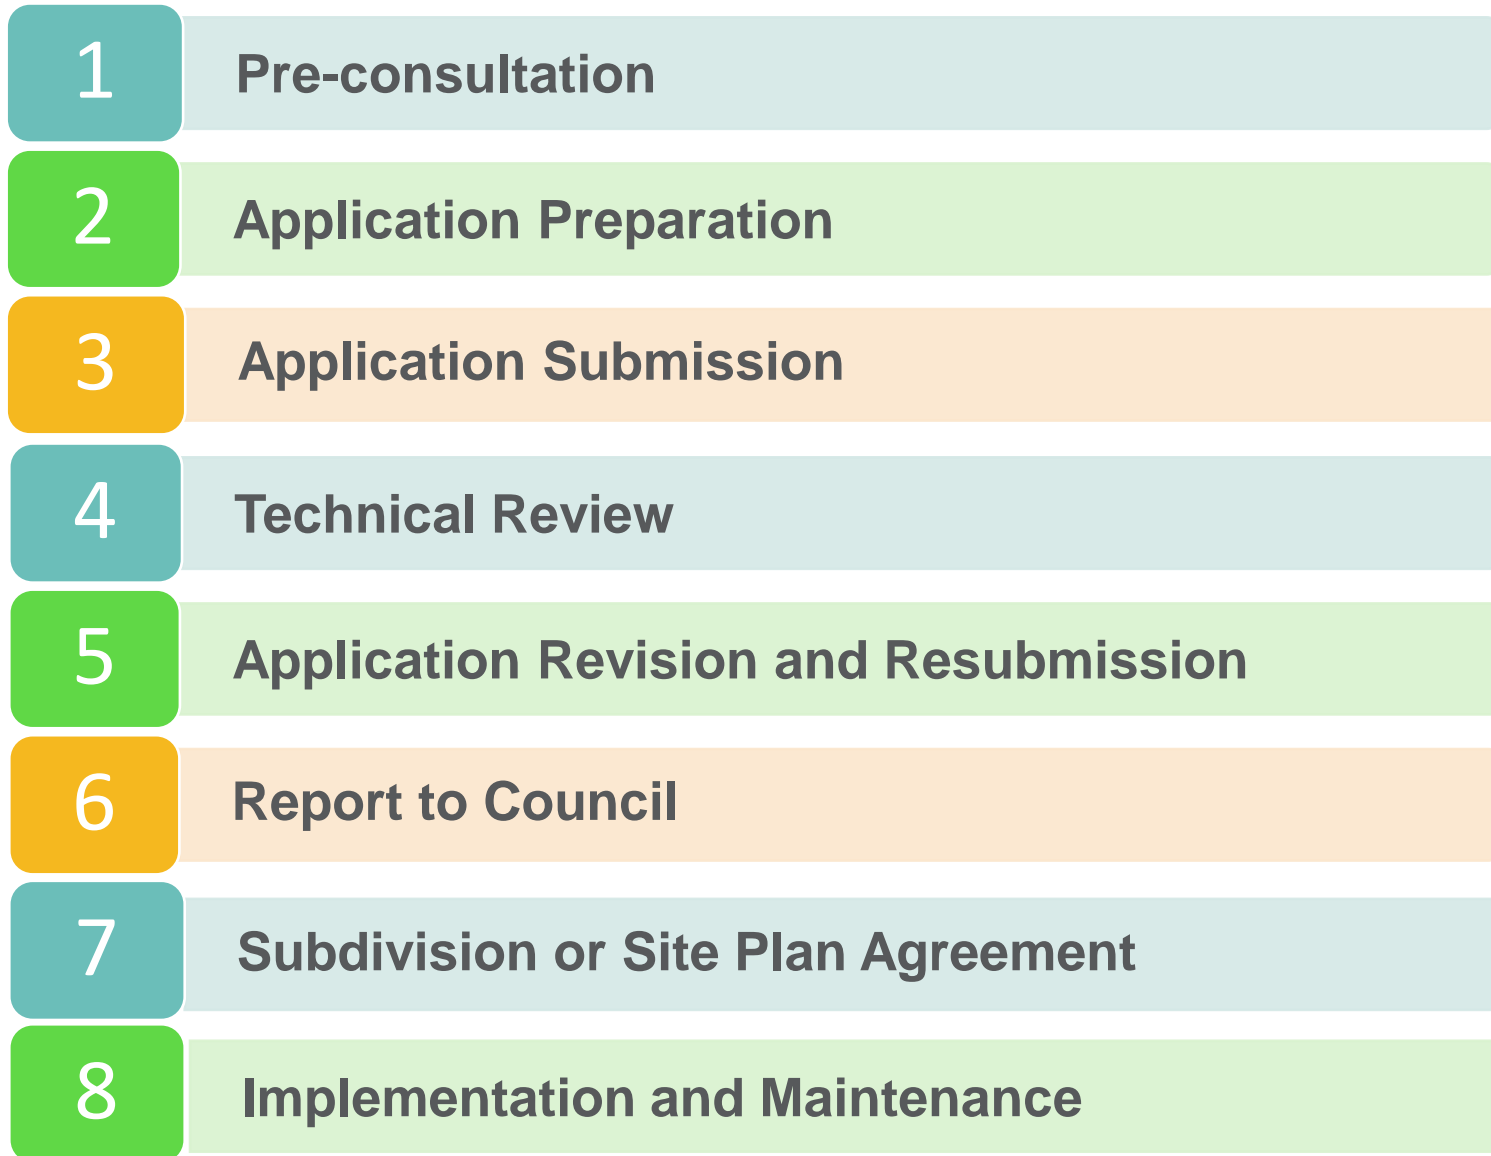 1 Pre-consultation
2 Application Preparation
3 Application Submission
4 Technical Review
5 Application Revision and Resubmission
6 Report to Council
7 Subdivision or Site Plan Agreement
8 Implementation and Maintenance